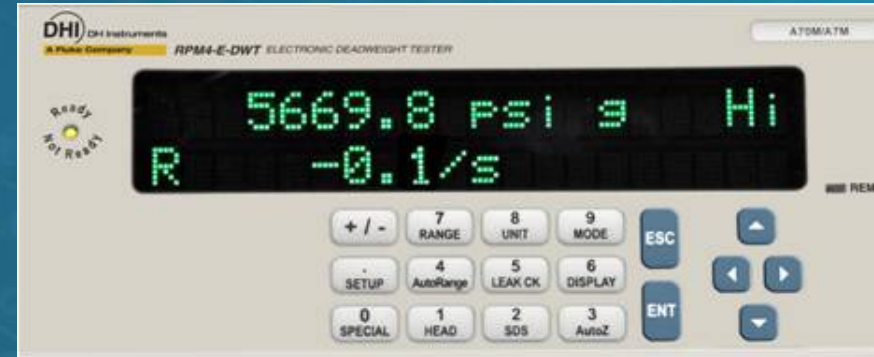 DHI DH Instruments
A Fluke Company
RPM4-E-DWT ELECTRONIC DEADWEIGHT TESTER
A70M/A7M
Ready
Not Ready
5669.8 psi g Hi
R -0.1/s
REM
+ / -
7 RANGE
8 UNIT
9 MODE
ESC
. SETUP
4 AutoRange
5 LEAK CK
6 DISPLAY
0 SPECIAL
1 HEAD
2 SDS
3 AutoZ
ENT